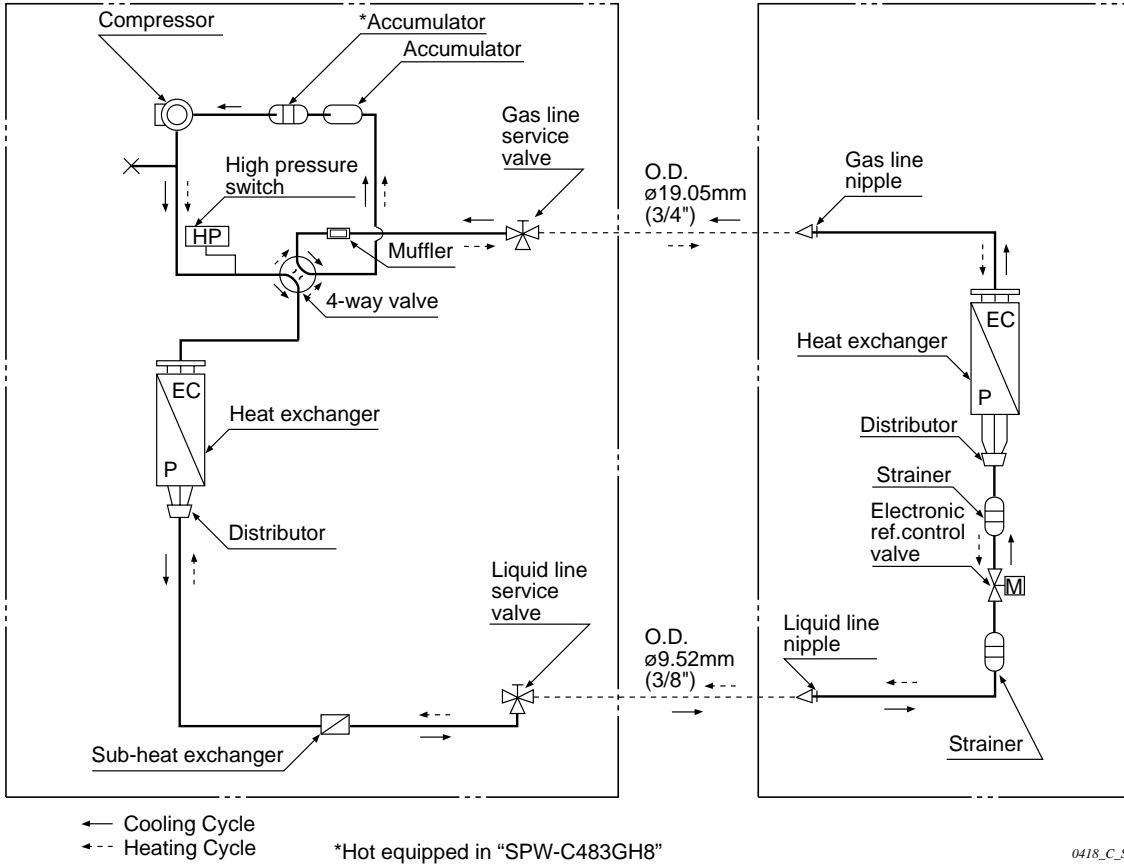 Compressor
*Accumulator
Accumulator
Gas line
service
valve
High pressure
switch
HP
Muffler
4-way valve
O.D.
ø19.05mm
(3/4")
Gas line
nipple
EC
P
Heat exchanger
Distributor
EC
P
Heat exchanger
Distributor
Strainer
Electronic
ref.control
valve
M
Liquid line
service
valve
O.D.
ø9.52mm
(3/8")
Liquid line
nipple
Sub-heat exchanger
Strainer
Cooling Cycle
Heating Cycle
*Hot equipped in “SPW-C483GH8”